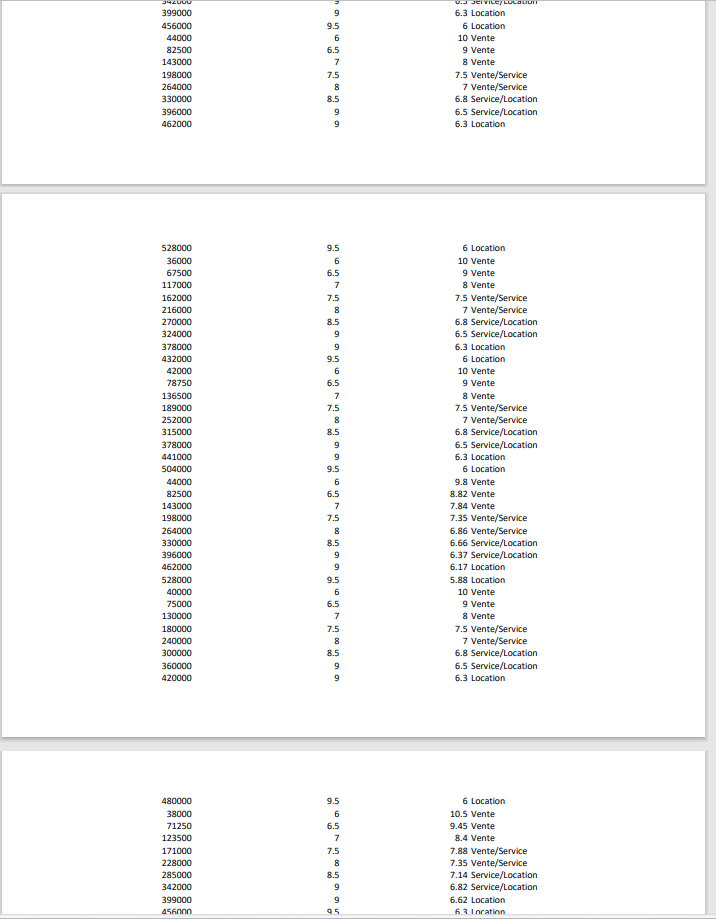 342000 9 6.5 Service/Location
399000 9 6.3 Location
456000 9.5 6 Location
44000 6 10 Vente
82500 6.5 9 Vente
143000 7 8 Vente
198000 7.5 7.5 Vente/Service
264000 8 7 Vente/Service
330000 8.5 6.8 Service/Location
396000 9 6.5 Service/Location
462000 9 6.3 Location
528000 9.5 6 Location
36000 6 10 Vente
67500 6.5 9 Vente
117000 7 8 Vente
162000 7.5 7.5 Vente/Service
216000 8 7 Vente/Service
270000 8.5 6.8 Service/Location
324000 9 6.5 Service/Location
378000 9 6.3 Location
432000 9.5 6 Location
42000 6 10 Vente
78750 6.5 9 Vente
136500 7 8 Vente
189000 7.5 7.5 Vente/Service
252000 8 7 Vente/Service
315000 8.5 6.8 Service/Location
378000 9 6.5 Service/Location
441000 9 6.3 Location
504000 9.5 6 Location
44000 6 9.8 Vente
82500 6.5 8.82 Vente
143000 7 7.84 Vente
198000 7.5 7.35 Vente/Service
264000 8 6.86 Vente/Service
330000 8.5 6.66 Service/Location
396000 9 6.37 Service/Location
462000 9 6.17 Location
528000 9.5 5.88 Location
40000 6 10 Vente
75000 6.5 9 Vente
130000 7 8 Vente
180000 7.5 7.5 Vente/Service
240000 8 7 Vente/Service
300000 8.5 6.8 Service/Location
360000 9 6.5 Service/Location
420000 9 6.3 Location
480000 9.5 6 Location
38000 6 10.5 Vente
71250 6.5 9.45 Vente
123500 7 8.4 Vente
171000 7.5 7.88 Vente/Service
228000 8 7.35 Vente/Service
285000 8.5 7.14 Service/Location
342000 9 6.82 Service/Location
399000 9 6.62 Location
456000 9.5 6.3 Location